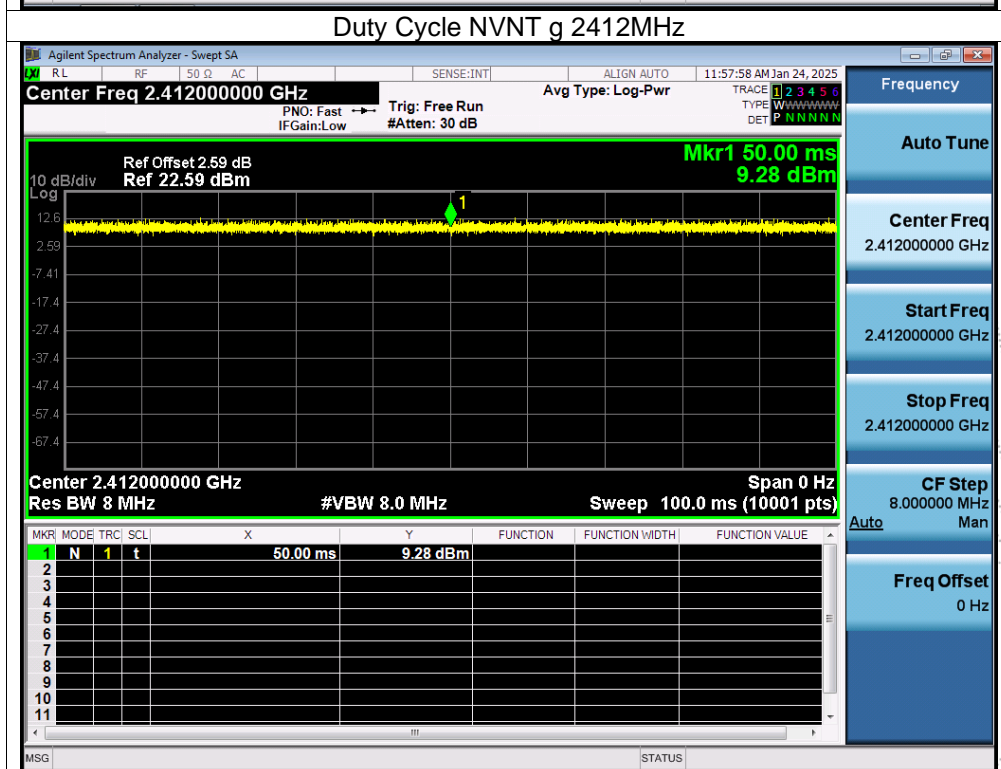 Duty Cycle NVNT g 2412MHz
Agilent Spectrum Analyzer - Swept SA
LXI RL RF 50 Ω AC SENSE:INT ALIGN AUTO 11:57:58 AM Jan 24, 2025
Center Freq 2.412000000 GHz
PNO: Fast
IFGain:Low
Trig: Free Run
#Atten: 30 dB
Avg Type: Log-Pwr
TRACE 1 2 3 4 5 6
TYPE WWWWWW
DET P N N N N N
Ref Offset 2.59 dB
10 dB/div Ref 22.59 dBm
Log
Mkr1 50.00 ms
9.28 dBm
1
12.6
2.59
-7.41
-17.4
-27.4
-37.4
-47.4
-57.4
-67.4
Center 2.412000000 GHz Span 0 Hz
Res BW 8 MHz #VBW 8.0 MHz Sweep 100.0 ms (10001 pts)
MKR MODE TRC SCL X Y FUNCTION FUNCTION WIDTH FUNCTION VALUE
1 N 1 t 50.00 ms 9.28 dBm
2
3
4
5
6
7
8
9
10
11
MSG STATUS
Frequency
Auto Tune
Center Freq
2.412000000 GHz
Start Freq
2.412000000 GHz
Stop Freq
2.412000000 GHz
CF Step
8.000000 MHz
Auto Man
Freq Offset
0 Hz